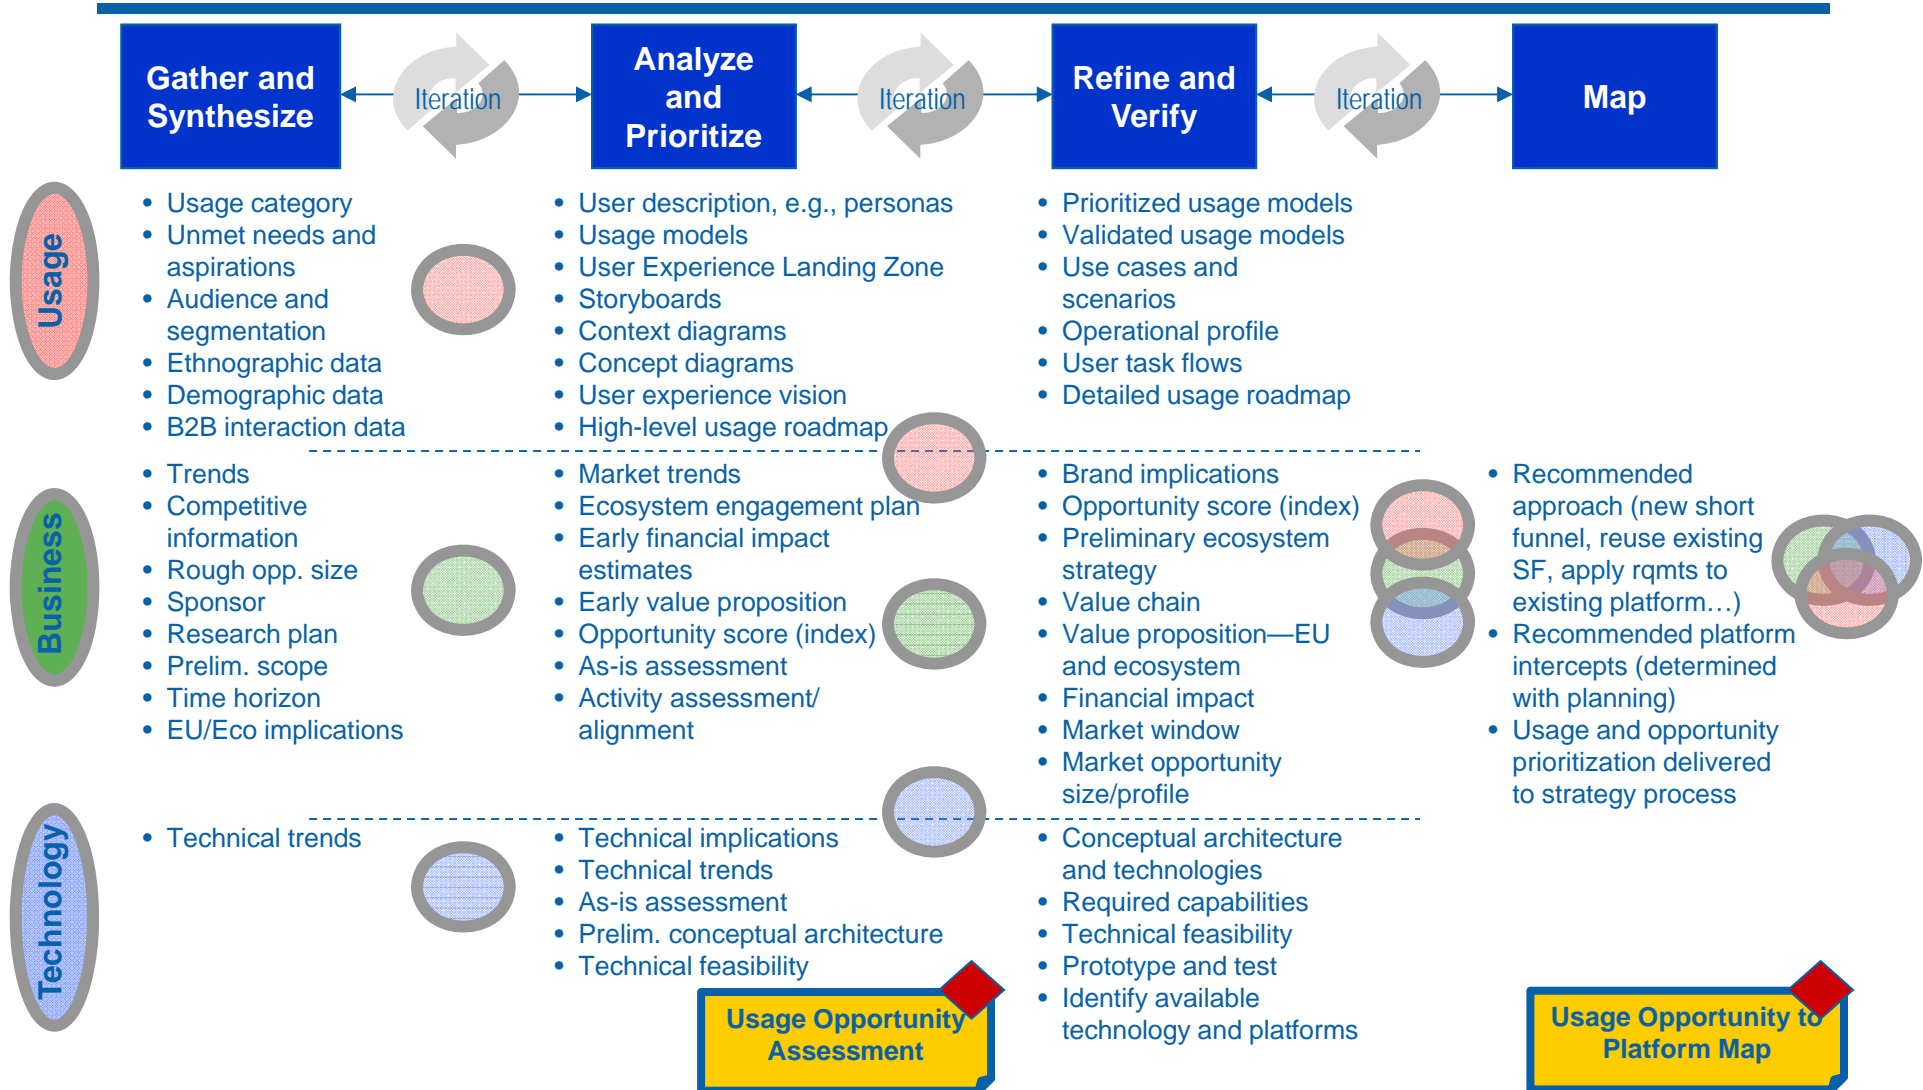 Gather and
Synthesize
Iteration
Analyze
and
Prioritize
Iteration
Refine and
Verify
Iteration
Map
Usage
• Usage category
• Unmet needs and
aspirations
• Audience and
segmentation
• Ethnographic data
• Demographic data
• B2B interaction data
• User description, e.g., personas
• Usage models
• User Experience Landing Zone
• Storyboards
• Context diagrams
• Concept diagrams
• User experience vision
• High-level usage roadmap
• Prioritized usage models
• Validated usage models
• Use cases and
scenarios
• Operational profile
• User task flows
• Detailed usage roadmap
Business
• Trends
• Competitive
information
• Rough opp. size
• Sponsor
• Research plan
• Prelim. scope
• Time horizon
• EU/Eco implications
• Market trends
• Ecosystem engagement plan
• Early financial impact
estimates
• Early value proposition
• Opportunity score (index)
• As-is assessment
• Activity assessment/
alignment
• Brand implications
• Opportunity score (index)
• Preliminary ecosystem
strategy
• Value chain
• Value proposition—EU
and ecosystem
• Financial impact
• Market window
• Market opportunity
size/profile
• Recommended
approach (new short
funnel, reuse existing
SF, apply rqmts to
existing platform…)
• Recommended platform
intercepts (determined
with planning)
• Usage and opportunity
prioritization delivered
to strategy process
Technology
• Technical trends
• Technical implications
• Technical trends
• As-is assessment
• Prelim. conceptual architecture
• Technical feasibility
• Conceptual architecture
and technologies
• Required capabilities
• Technical feasibility
• Prototype and test
• Identify available
technology and platforms
Usage Opportunity
Assessment
Usage Opportunity to
Platform Map